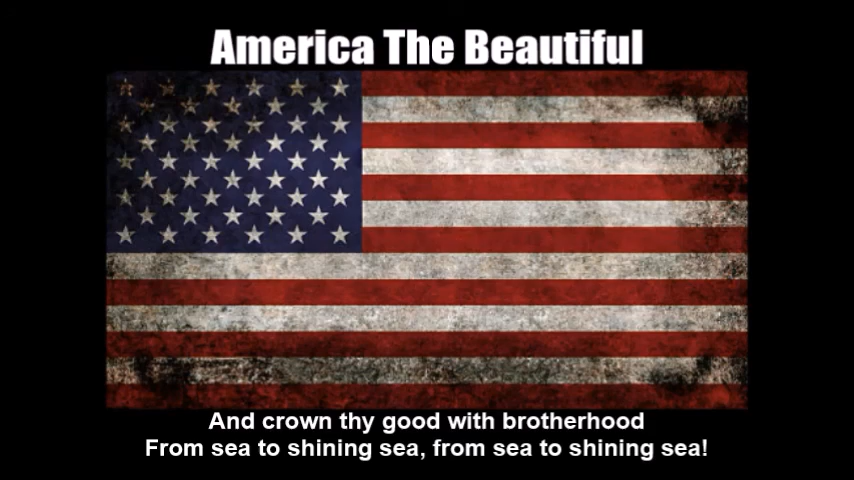 America The Beautiful
And crown thy good with brotherhood
From sea to shining sea, from sea to shining sea!